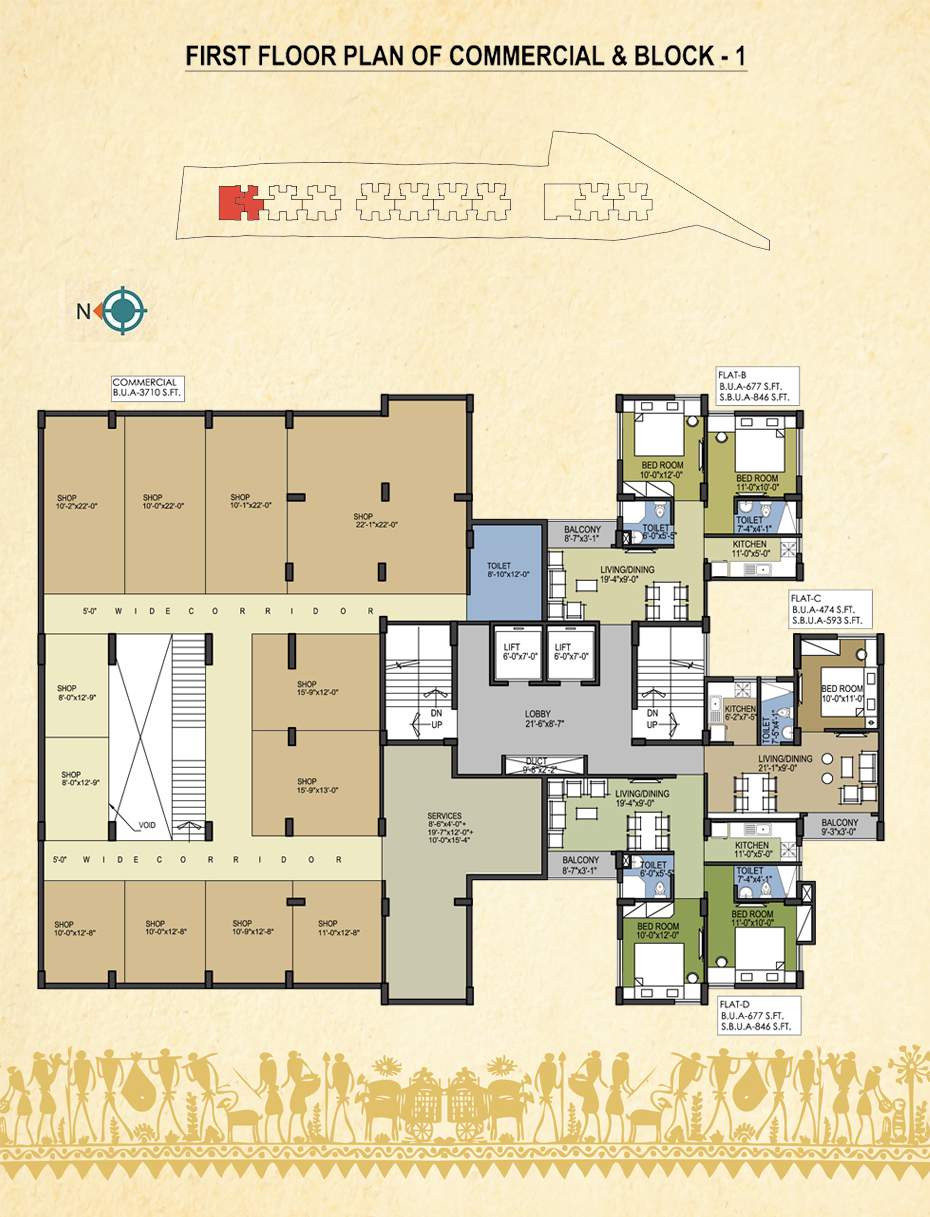 FIRST FLOOR PLAN OF COMMERCIAL & BLOCK - 1
N
COMMERCIAL
B.U.A-3710 S.FT.
FLAT-B
B.U.A-677 S.FT.
S.B.U.A-846 S.FT.
SHOP
10'-2"x22'-0"
SHOP
10'-0"x22'-0"
SHOP
10'-1"x22'-0"
SHOP
22'-1"x22'-0"
BED ROOM
10'-0"x12'-0"
BED ROOM
11'-0"x10'-0"
TOILET
6'-0"x5'-5"
TOILET
7'-4"x4'-1"
BALCONY
8'-7"x3'-1"
KITCHEN
11'-0"x5'-0"
TOILET
8'-10"x12'-0"
LIVING/DINING
19'-4"x9'-0"
5'-0" W I D E C O R R I D O R
FLAT-C
B.U.A-474 S.FT.
S.B.U.A-593 S.FT.
LIFT
6'-0"x7'-0"
LIFT
6'-0"x7'-0"
SHOP
8'-0"x12'-9"
SHOP
15'-9"x12'-0"
DN
UP
LOBBY
21'-6"x8'-7"
DN
UP
KITCHEN
6'-2"x7'-5"
TOILET
7'-5"x4'-1"
BED ROOM
10'-0"x11'-0"
SHOP
8'-0"x12'-9"
SHOP
15'-9"x13'-0"
DUCT
9'-8"x2'-2"
LIVING/DINING
21'-1"x9'-0"
VOID
SERVICES
8'-6"x4'-0"+
19'-7"x12'-0"+
10'-0"x15'-4"
LIVING/DINING
19'-4"x9'-0"
BALCONY
9'-3"x3'-0"
5'-0" W I D E C O R R I D O R
BALCONY
8'-7"x3'-1"
KITCHEN
11'-0"x5'-0"
TOILET
6'-0"x5'-5"
TOILET
7'-4"x4'-1"
SHOP
10'-0"x12'-8"
SHOP
10'-0"x12'-8"
SHOP
10'-9"x12'-8"
SHOP
11'-0"x12'-8"
BED ROOM
10'-0"x12'-0"
BED ROOM
11'-0"x10'-0"
FLAT-D
B.U.A-677 S.FT.
S.B.U.A-846 S.FT.